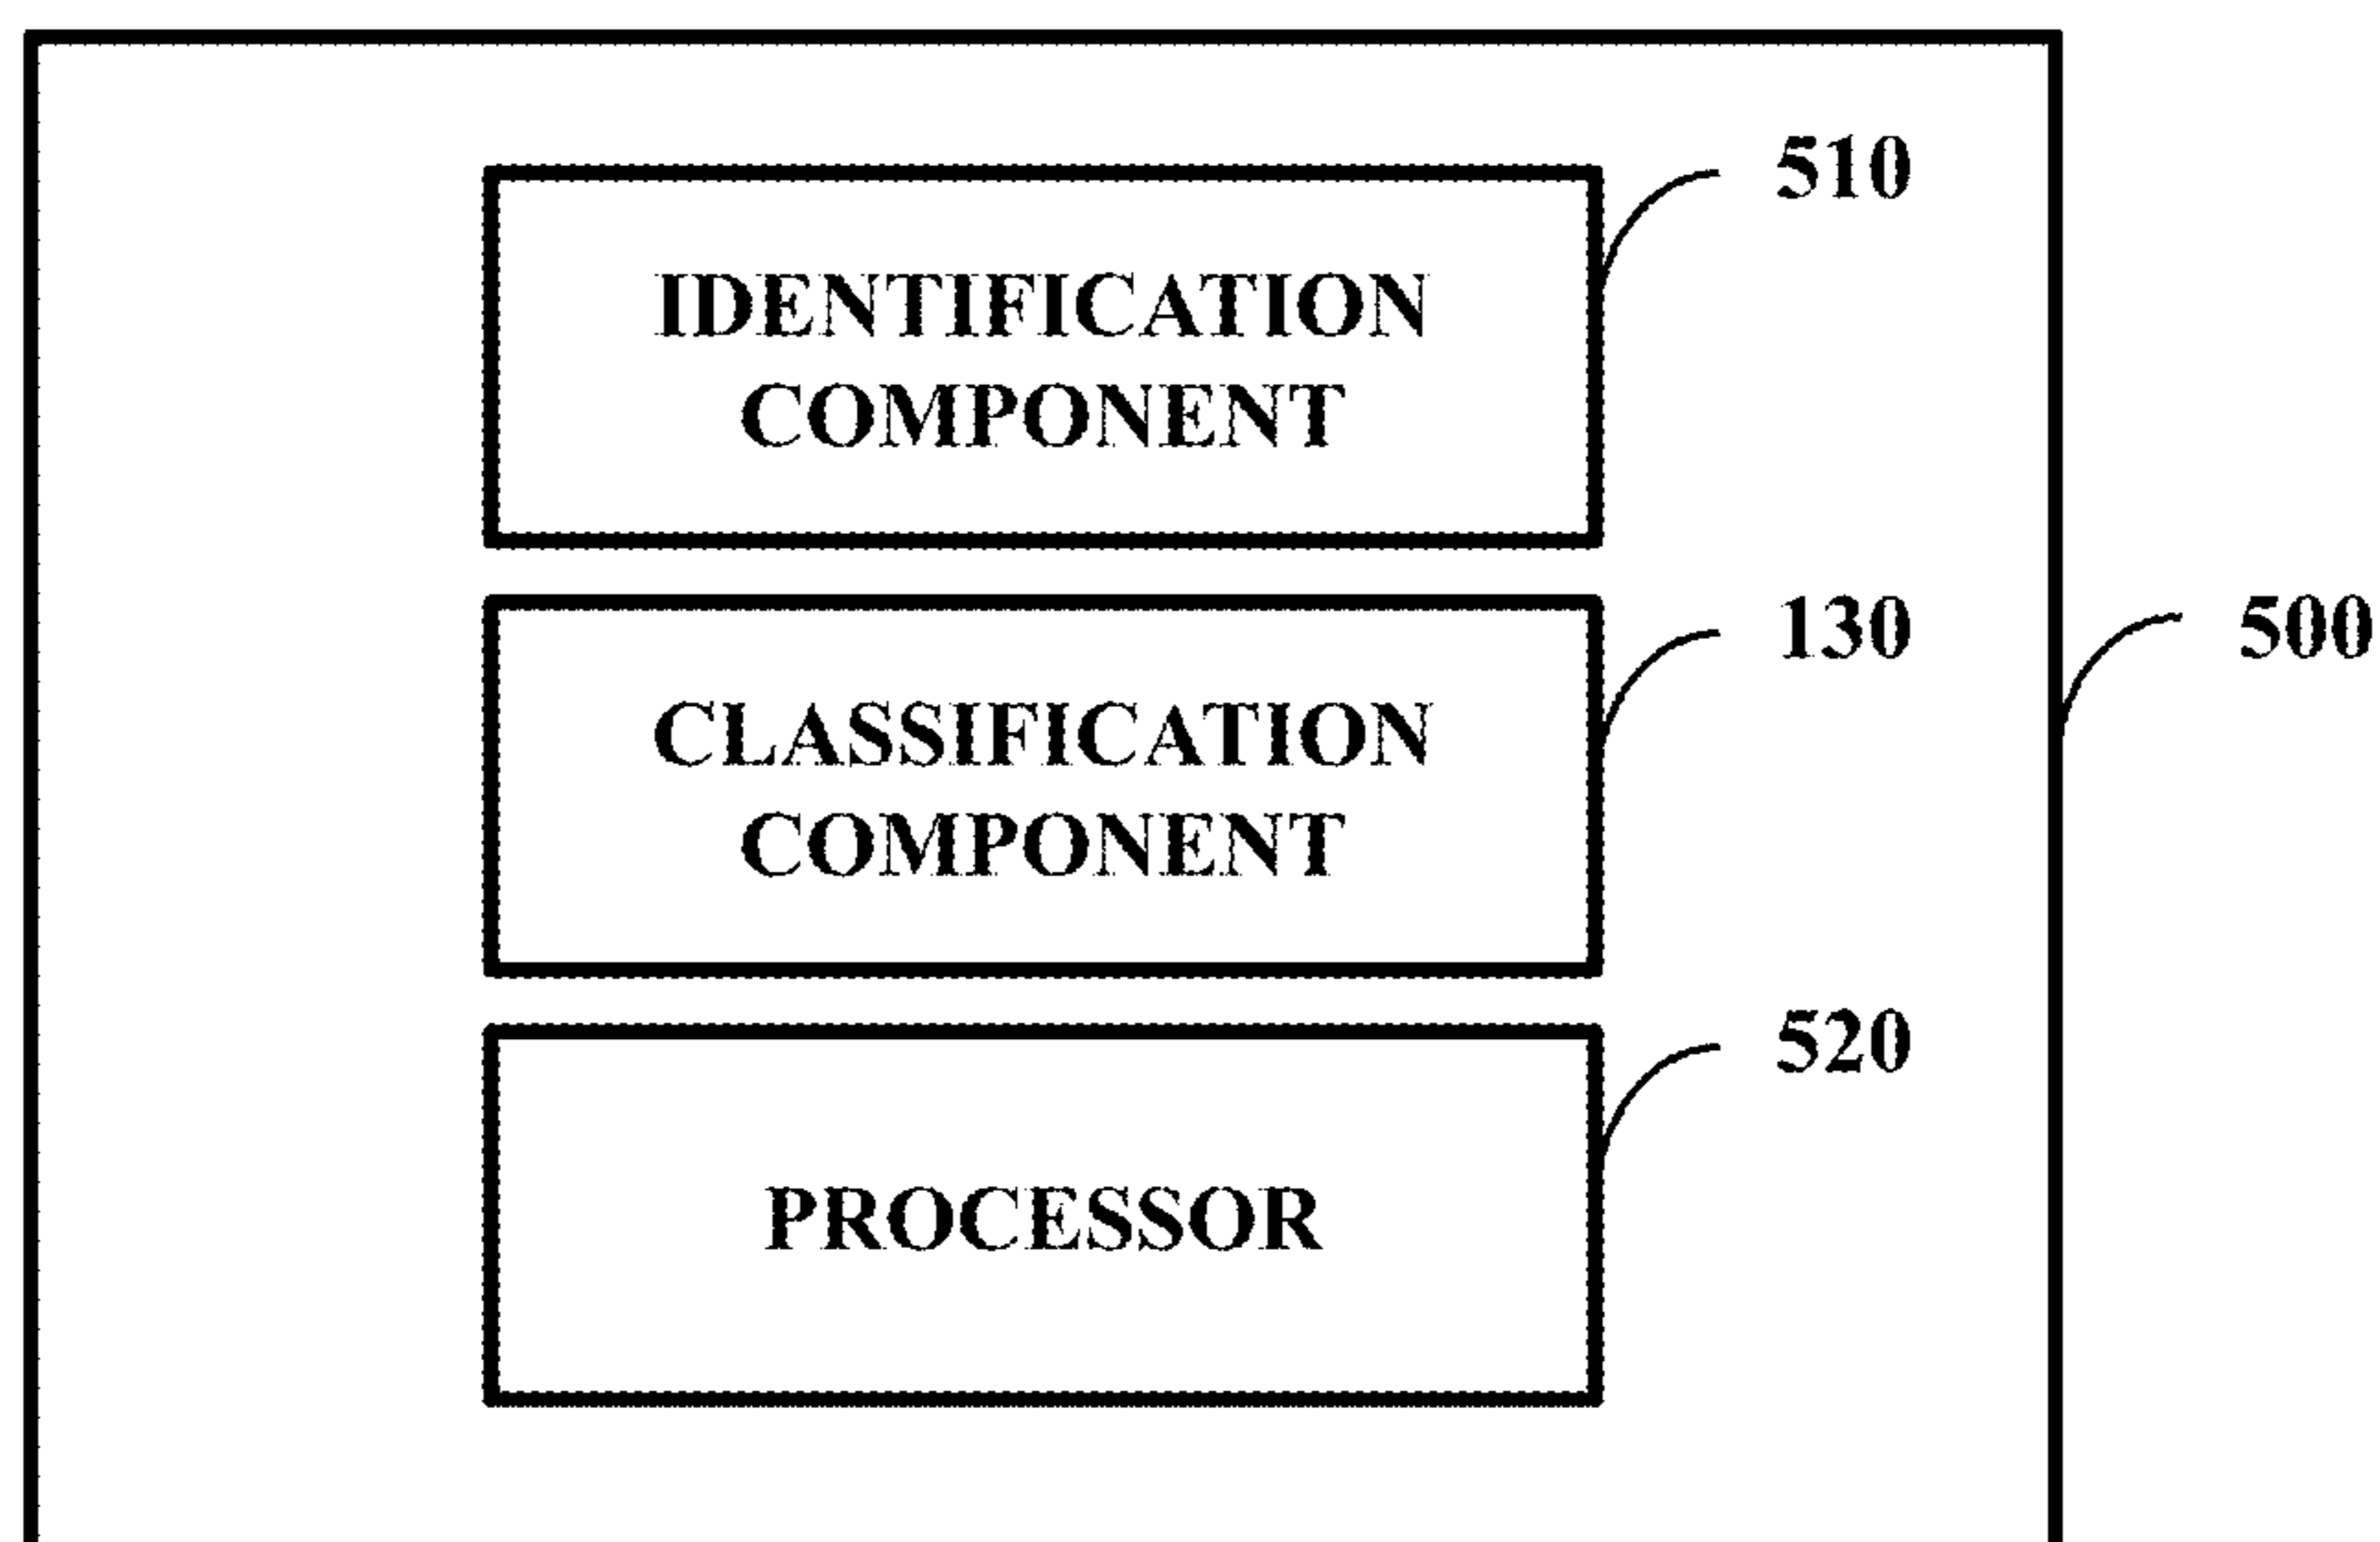 510
IDENTIFICATION
COMPONENT
130
500
CLASSIFICATION
COMPONENT
520
PROCESSOR